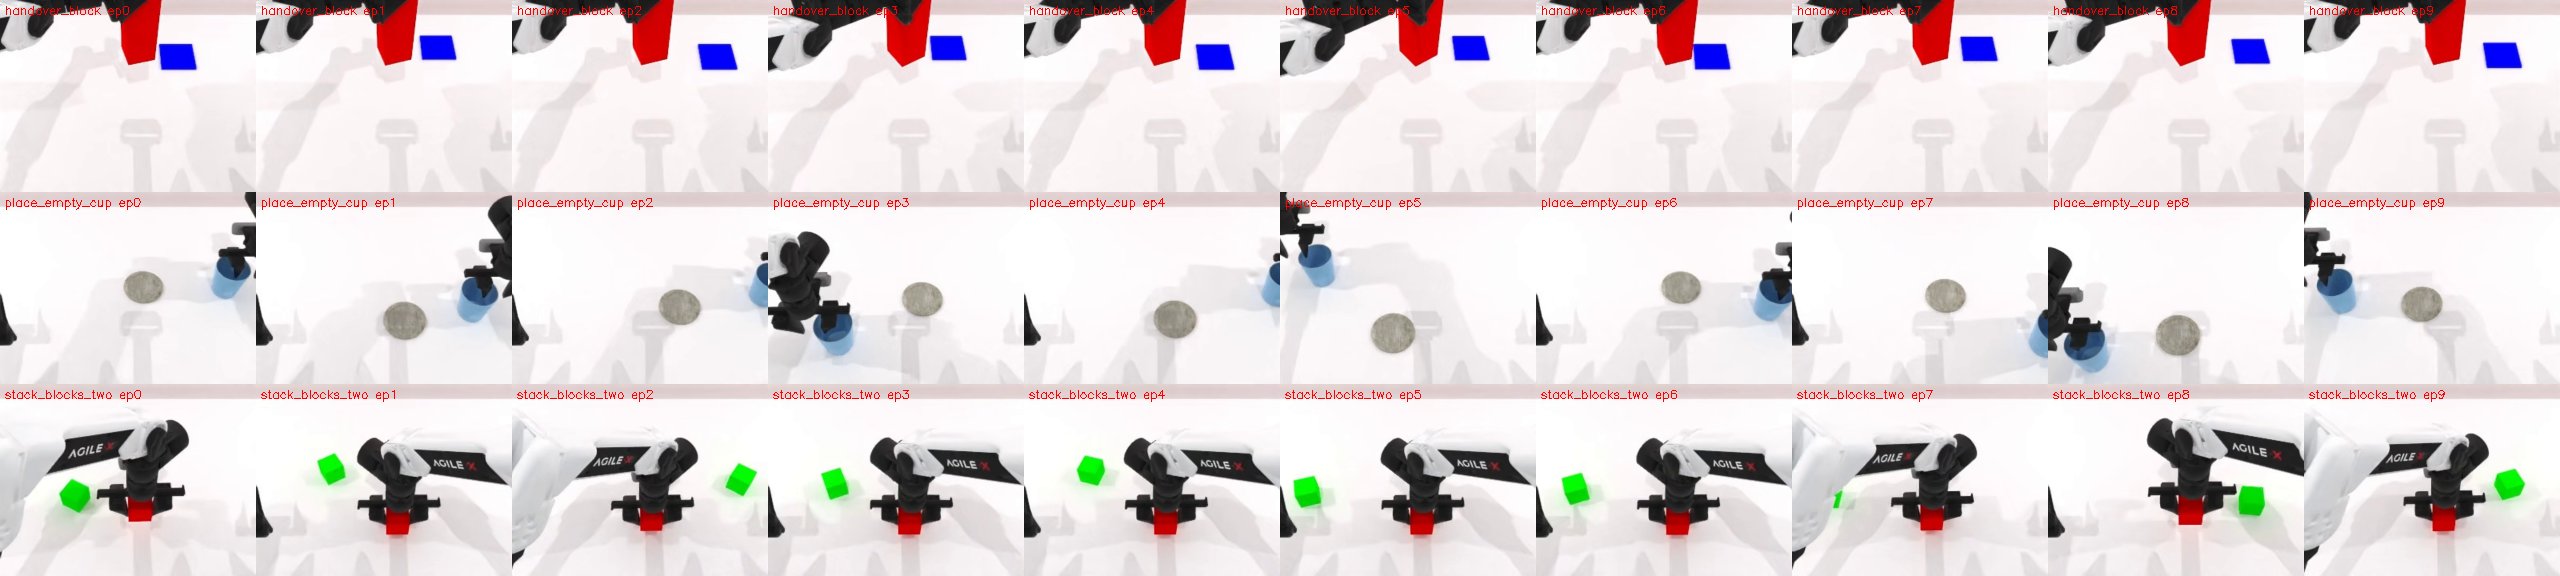 handover_block ep0 handover_block ep1 handover_block ep2 handover_block ep3 handover_block ep4 handover_block ep5 handover_block ep6 handover_block ep7 handover_block ep8 handover_block ep9
place_empty_cup ep0 place_empty_cup ep1 place_empty_cup ep2 place_empty_cup ep3 place_empty_cup ep4 place_empty_cup ep5 place_empty_cup ep6 place_empty_cup ep7 place_empty_cup ep8 place_empty_cup ep9
stack_blocks_two ep0 stack_blocks_two ep1 stack_blocks_two ep2 stack_blocks_two ep3 stack_blocks_two ep4 stack_blocks_two ep5 stack_blocks_two ep6 stack_blocks_two ep7 stack_blocks_two ep8 stack_blocks_two ep9
AGILE X AGILE X AGILE X AGILE X AGILE X AGILE X AGILE X AGILE X AGILE X AGILE X